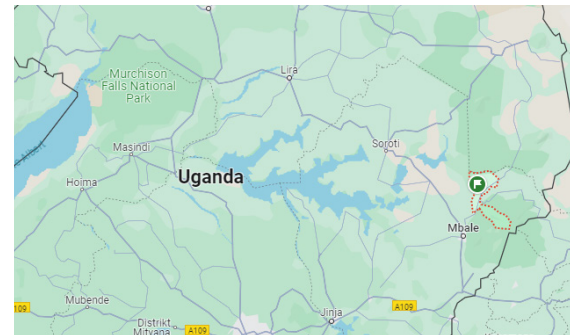 Murchison
Falls National
Park
Lira
Masindi
Soroti
Uganda
Hoima
Mbale
Mubende
A109
Jinja
A109
A109
Distrikt
Mityana